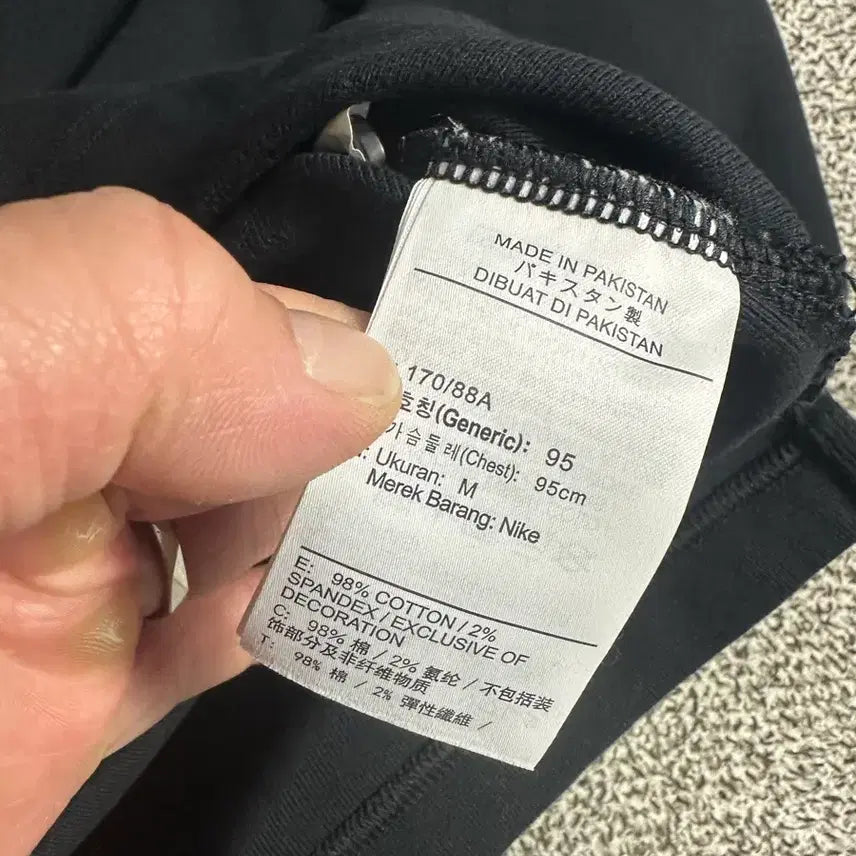 MADE IN PAKISTAN
パキスタン製
DIBUAT DI PAKISTAN
170/88A
호칭(Generic): 95
가슴둘레(Chest): 95cm
Ukuran: M
Merek Barang: Nike
E: 98% COTTON / 2%
SPANDEX / EXCLUSIVE OF
DECORATION
C: 98% 棉 / 2% 氨纶 / 不包括装
饰部分及非纤维物质
T: 98% 棉 / 2% 彈性纖維 /